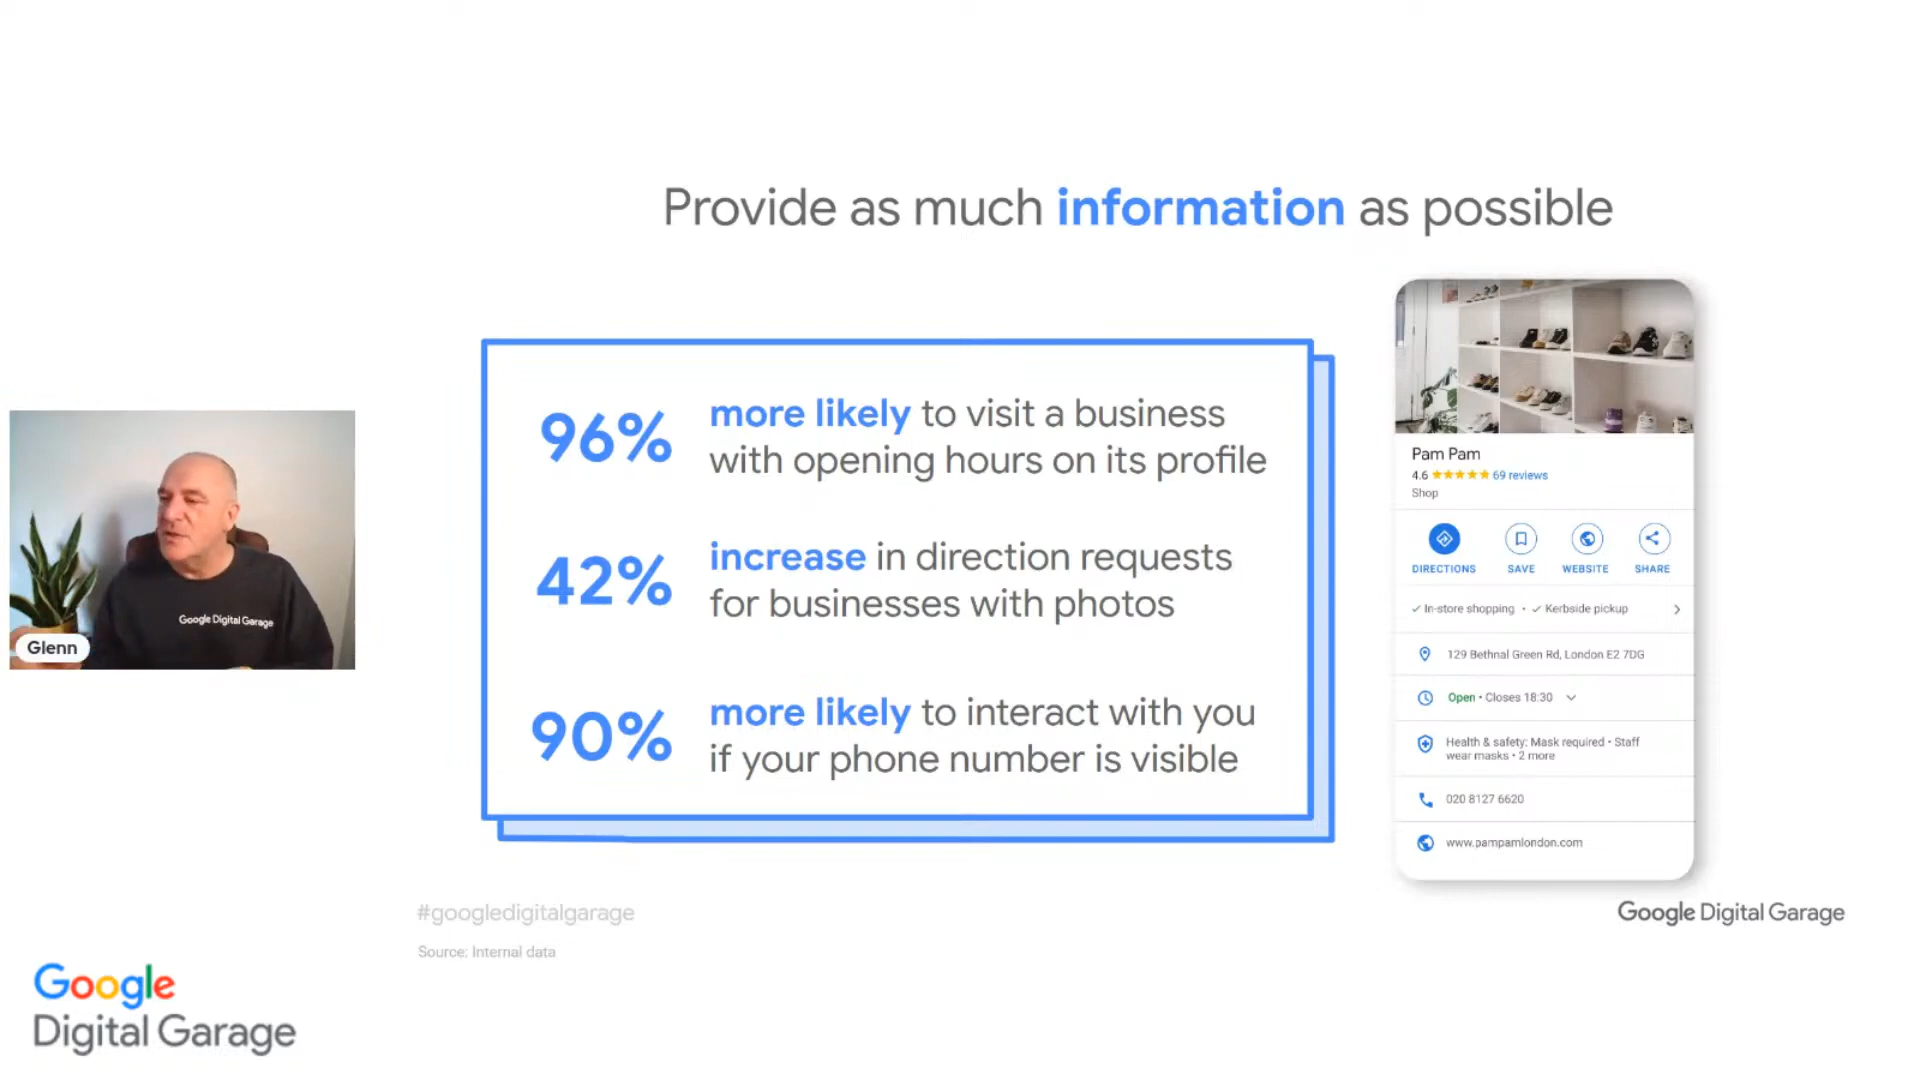 Provide as much information as possible
96%
more likely to visit a business
with opening hours on its profile
42%
increase in direction requests
for businesses with photos
90%
more likely to interact with you
if your phone number is visible
Pam Pam
4.6 69 reviews
Shop
DIRECTIONS SAVE WEBSITE SHARE
✓ In-store shopping • ✓ Kerbside pickup
129 Bethnal Green Rd, London E2 7DG
Open • Closes 18:30
Health & safety: Mask required • Staff
wear masks • 2 more
020 8127 6620
www.pampamlondon.com
Google Digital Garage
Glenn
#googledigitalgarage
Google Digital Garage
Source: Internal data
Google
Digital Garage